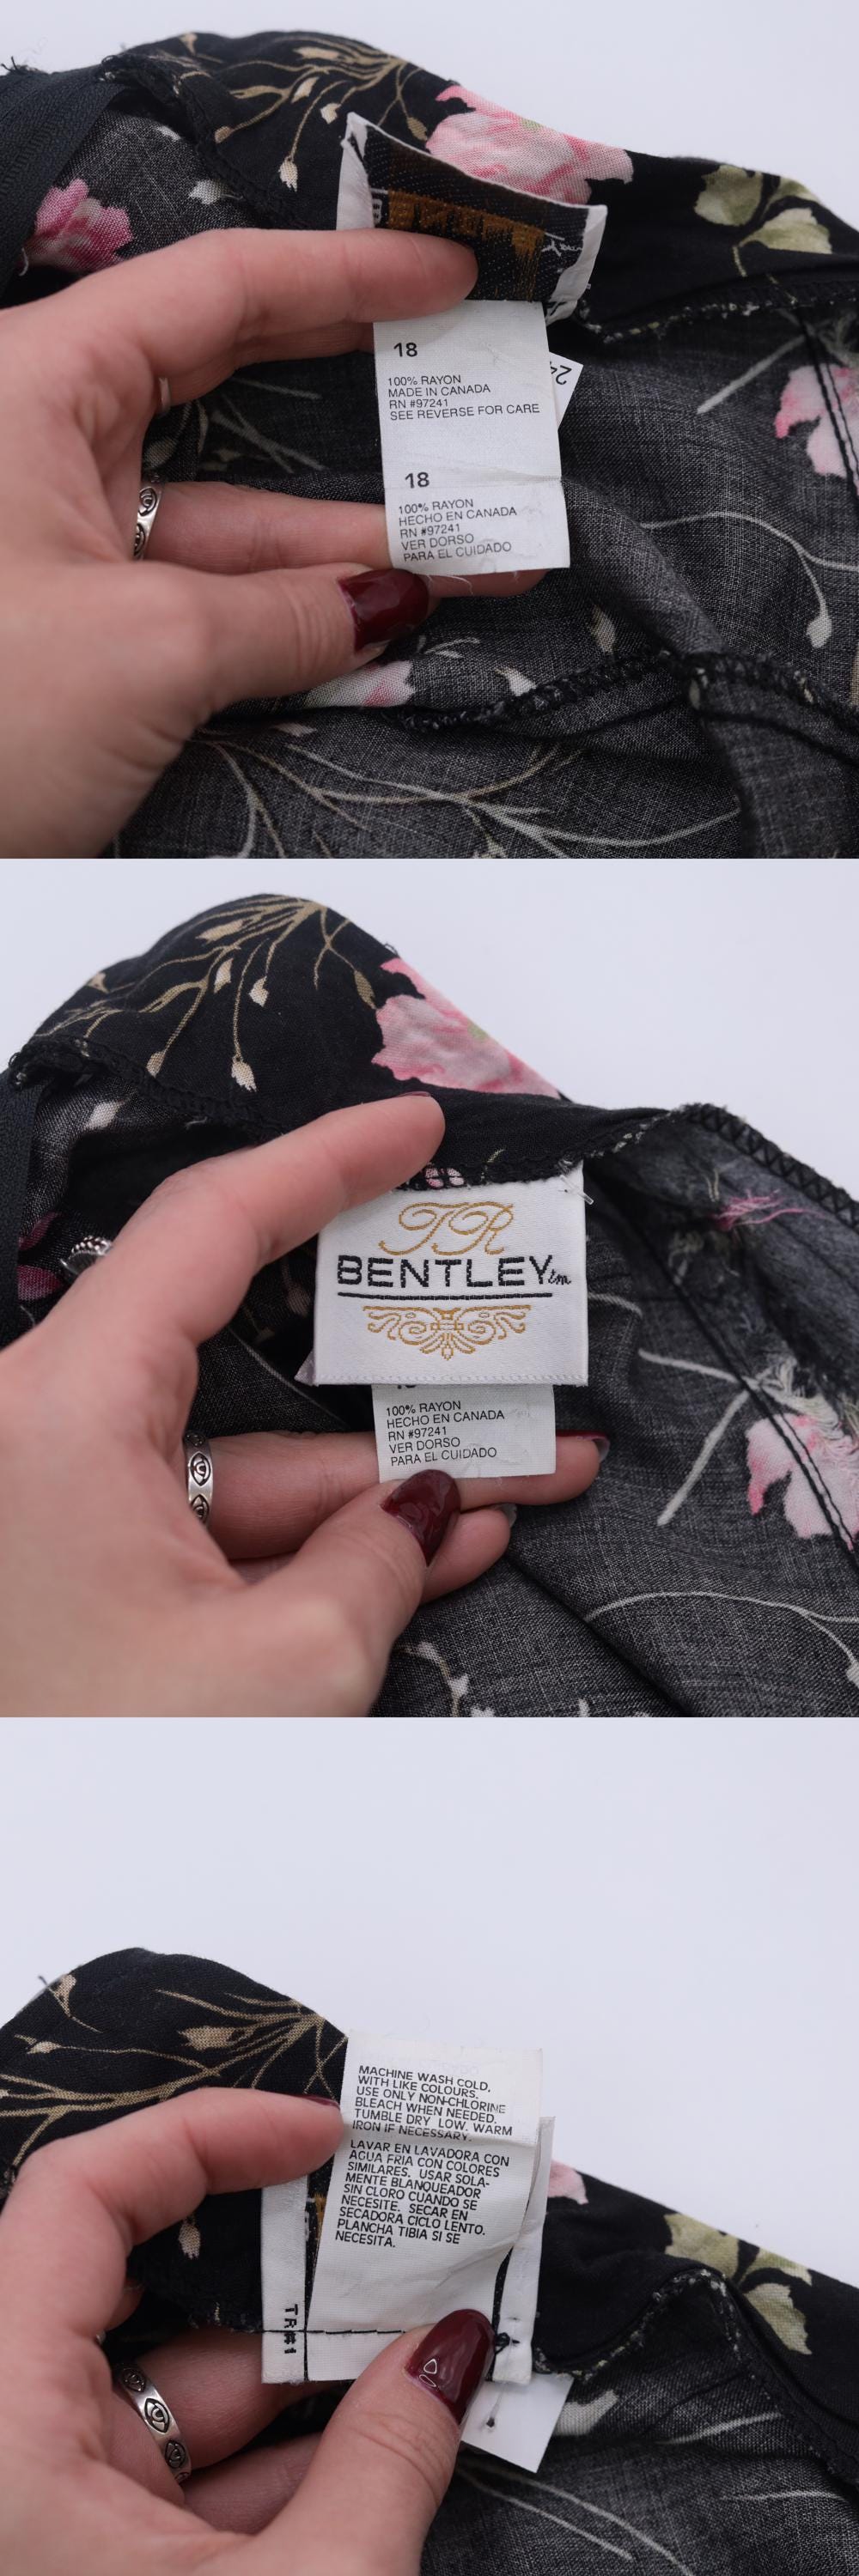 18
100% RAYON
MADE IN CANADA
RN #97241
SEE REVERSE FOR CARE
24
18
100% RAYON
HECHO EN CANADA
RN #97241
VER DORSO
PARA EL CUIDADO
TR
BENTLEY tm
100% RAYON
HECHO EN CANADA
RN #97241
VER DORSO
PARA EL CUIDADO
MACHINE WASH COLD,
WITH LIKE COLOURS.
USE ONLY NON-CHLORINE
BLEACH WHEN NEEDED.
TUMBLE DRY LOW. WARM
IRON IF NECESSARY.
LAVAR EN LAVADORA CON
AGUA FRIA CON COLORES
SIMILARES. USAR SOLA-
MENTE BLANQUEADOR
SIN CLORO CUANDO SE
NECESITE. SECAR EN
SECADORA CICLO LENTO.
PLANCHA TIBIA SI SE
NECESITA.
TR#1